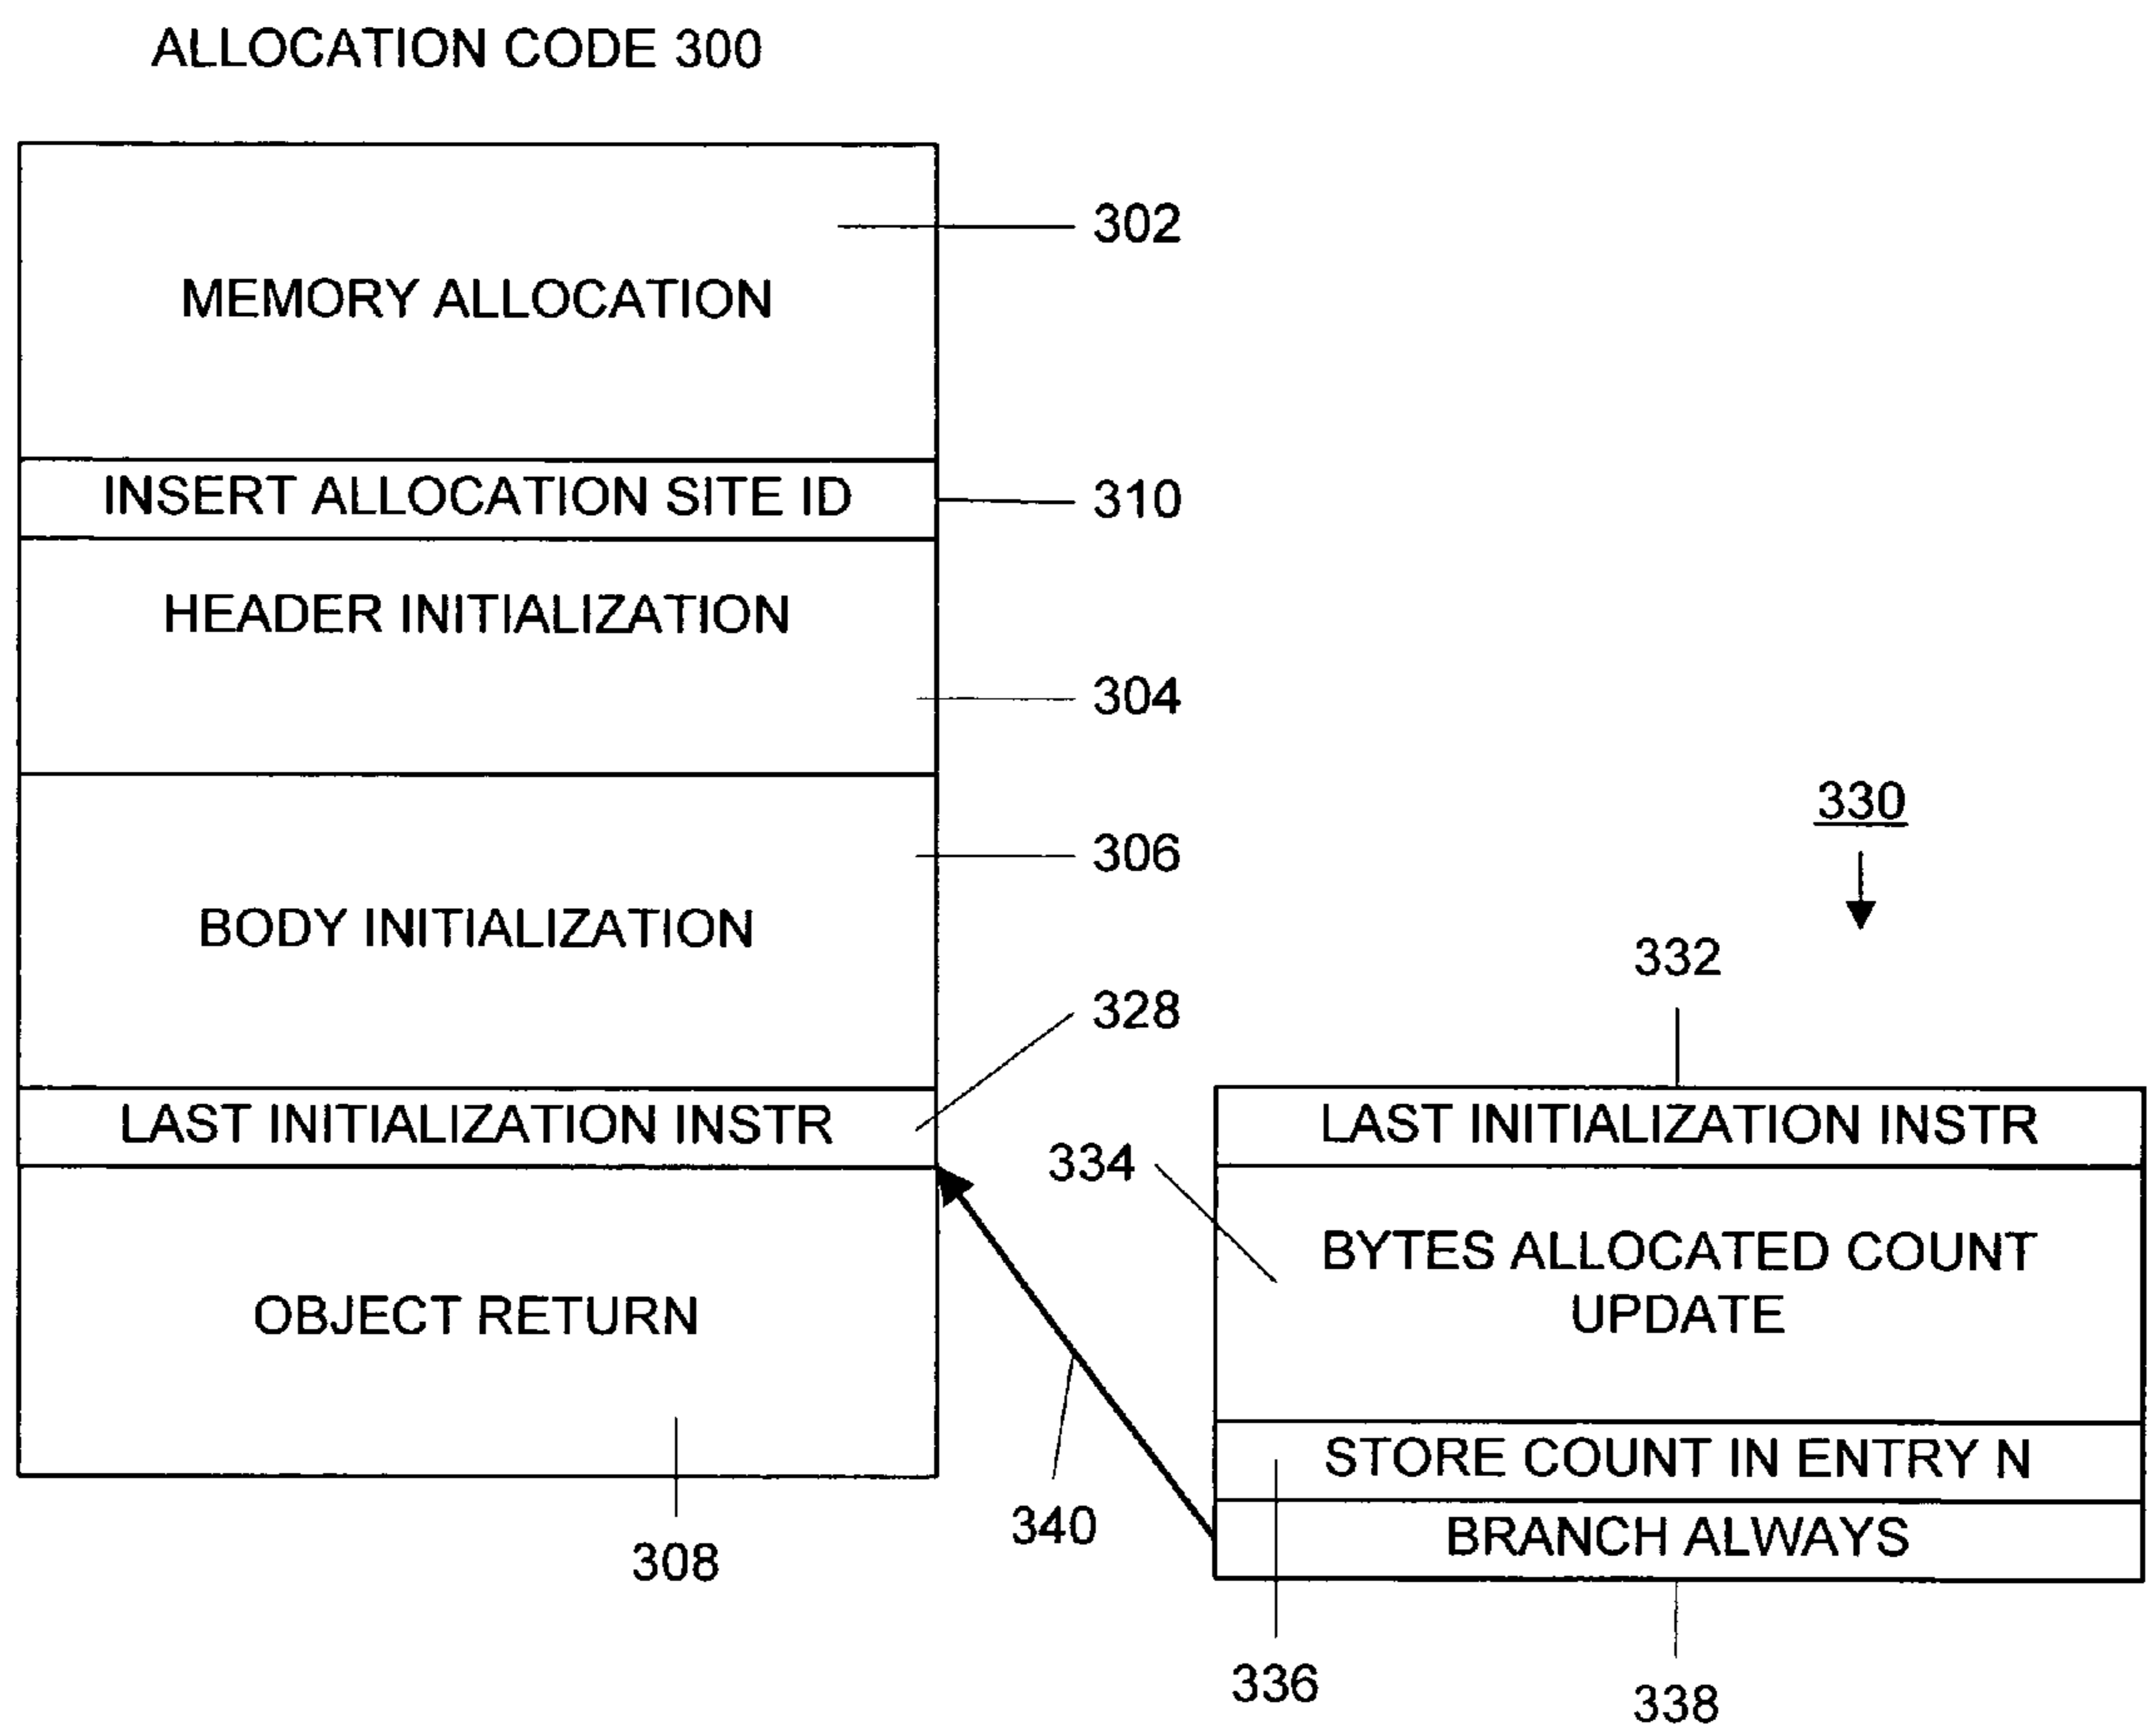 ALLOCATION CODE 300
MEMORY ALLOCATION
302
INSERT ALLOCATION SITE ID
310
HEADER INITIALIZATION
304
BODY INITIALIZATION
306
328
LAST INITIALIZATION INSTR
OBJECT RETURN
308
330
332
LAST INITIALIZATION INSTR
334
BYTES ALLOCATED COUNT
UPDATE
STORE COUNT IN ENTRY N
BRANCH ALWAYS
340
336
338